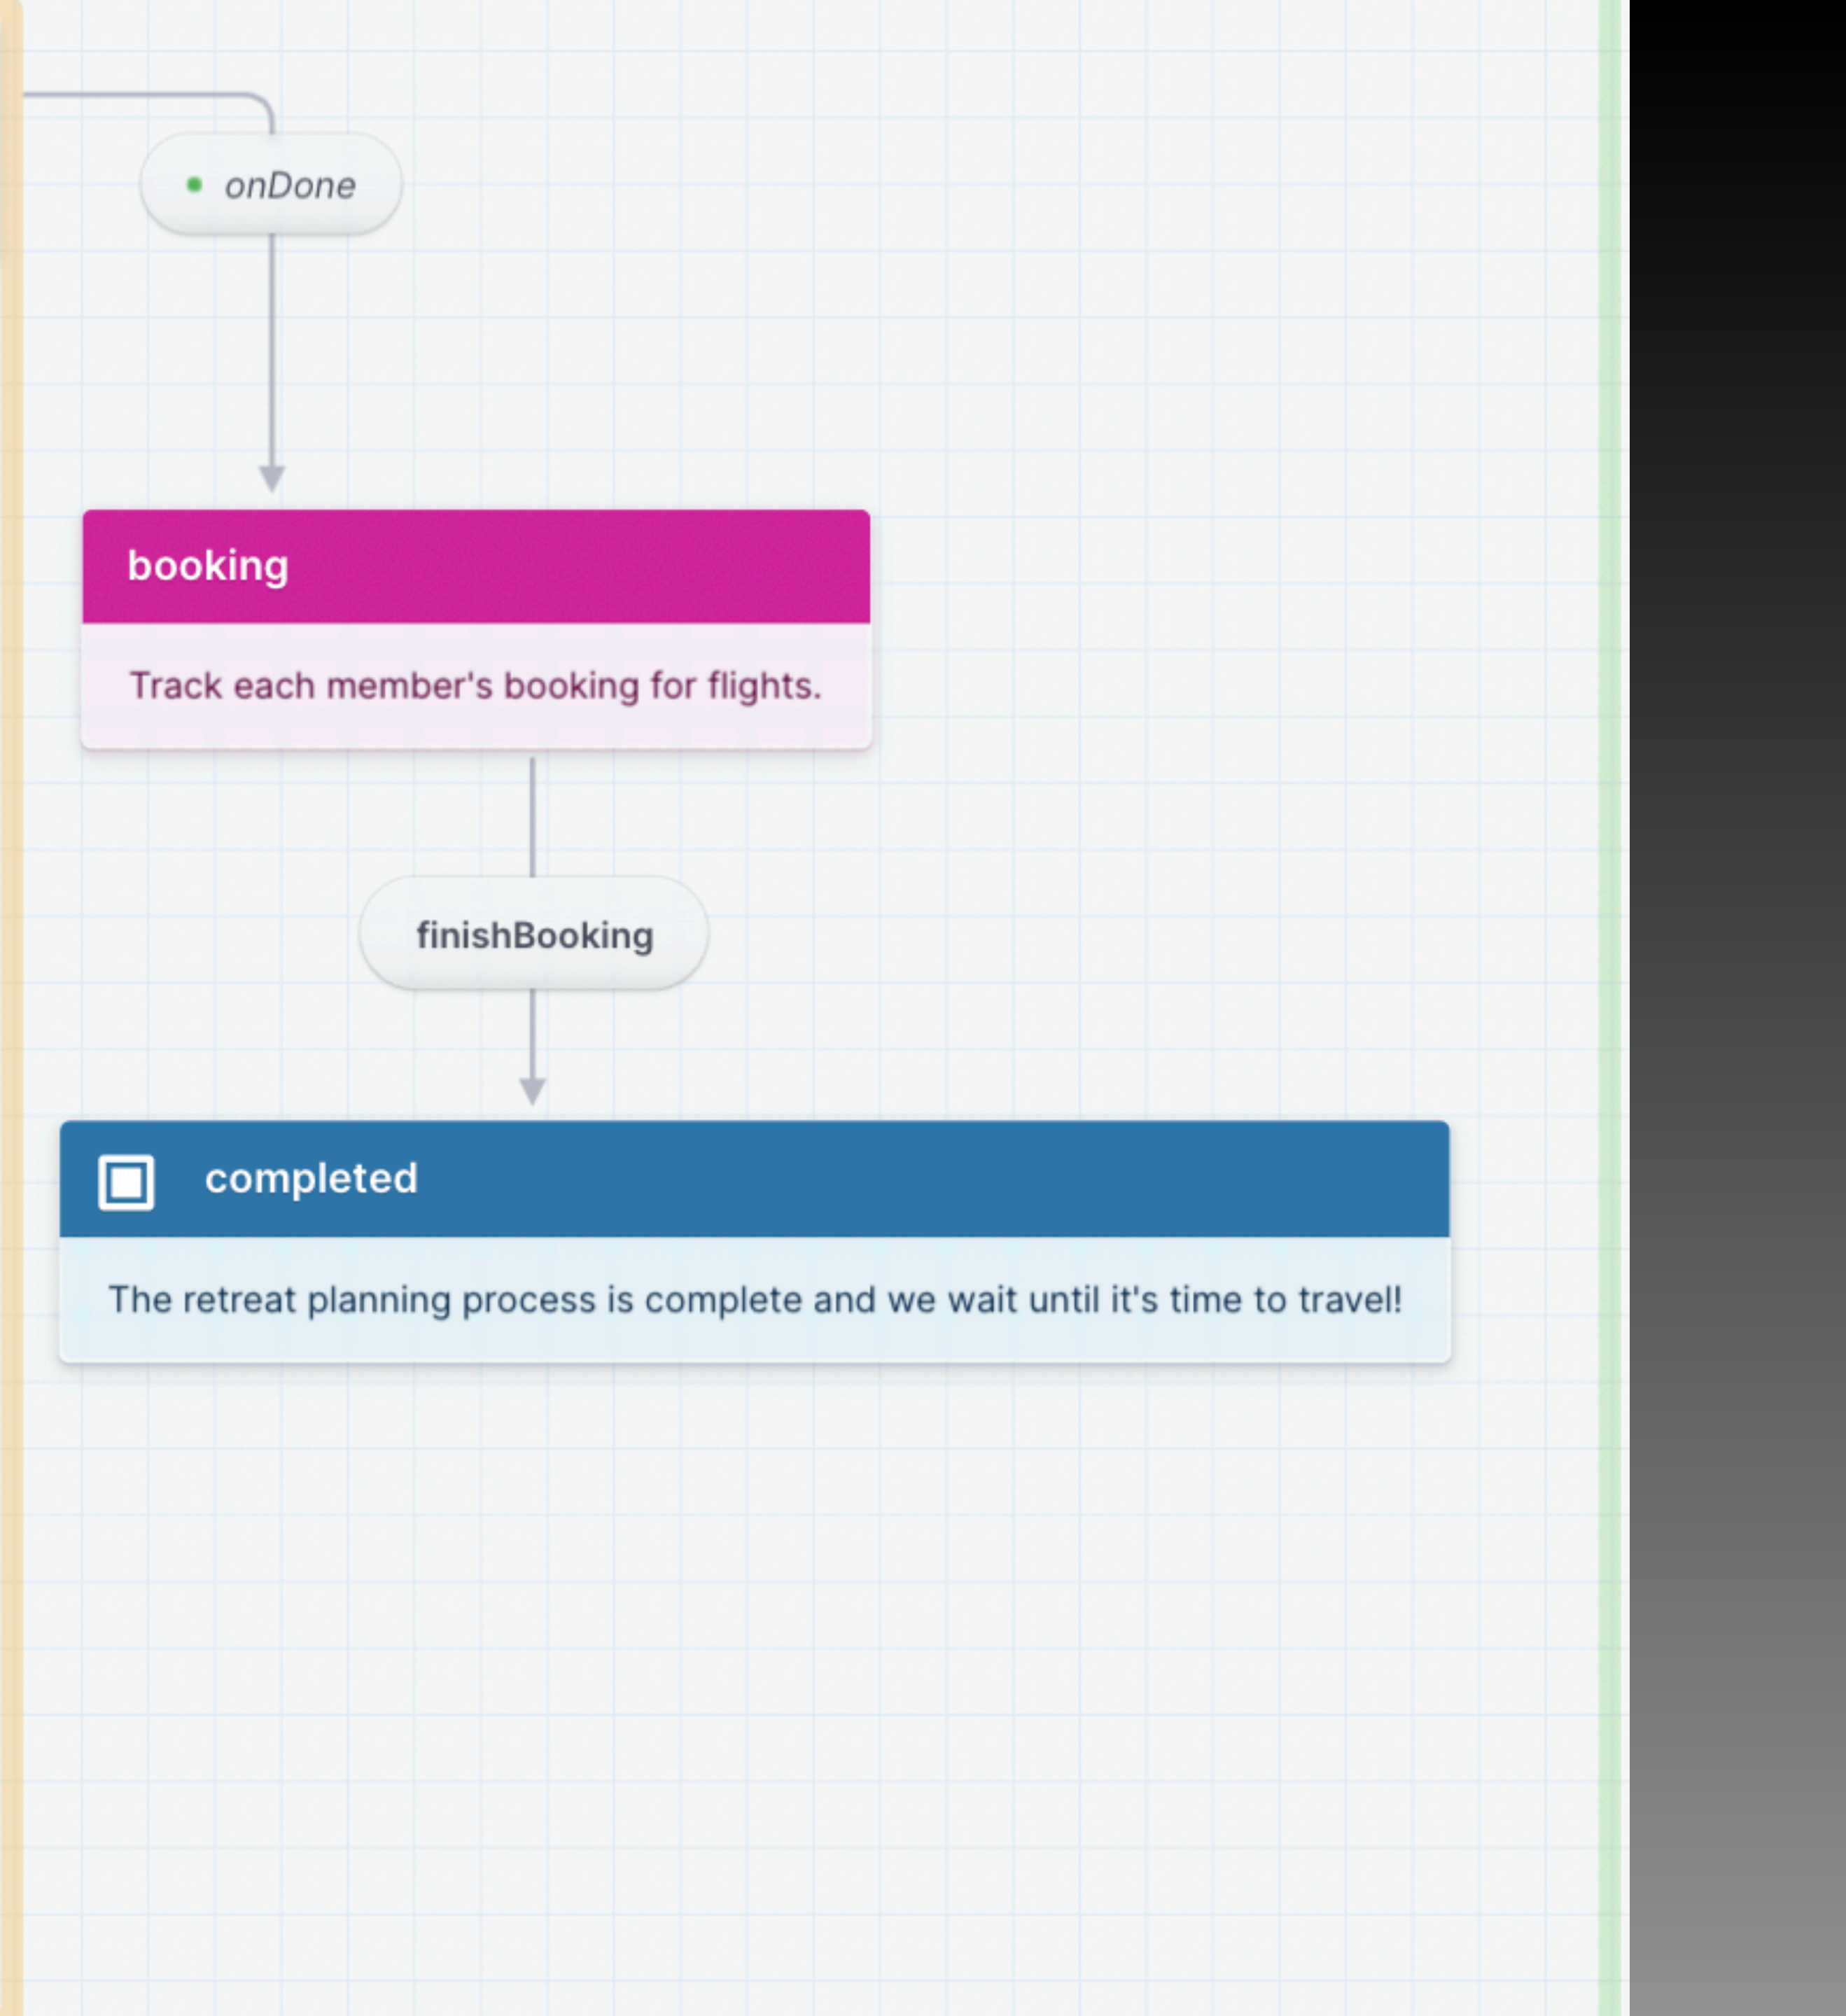 onDone
booking
Track each member's booking for flights.
finishBooking
completed
The retreat planning process is complete and we wait until it's time to travel!